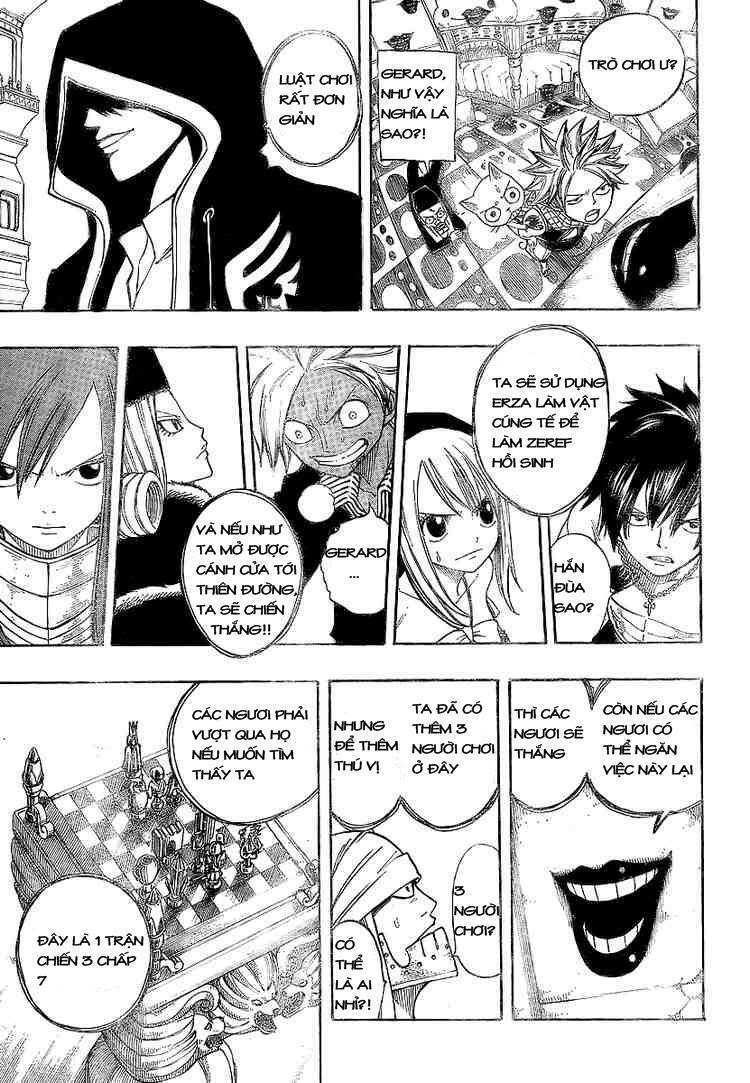 TRÒ CHƠI Ư?
GERARD,
NHƯ VẬY
NGHĨA LÀ
SAO?!
LUẬT CHƠI
RẤT ĐƠN
GIẢN
TA SẼ SỬ DỤNG
ERZA LÀM VẬT
CÚNG TẾ ĐỂ
LÀM ZEREF
HỒI SINH
HẮN
ĐÙA
SAO?
GERARD
...
VÀ NẾU NHƯ
TA MỞ ĐƯỢC
CÁNH CỬA TỚI
THIÊN ĐƯỜNG,
TA SẼ CHIẾN
THẮNG!!
CÒN NẾU CÁC
NGƯƠI CÓ
THỂ NGĂN
VIỆC NÀY LẠI
THÌ CÁC
NGƯƠI SẼ
THẮNG
TA ĐÃ CÓ
THÊM 3
NGƯỜI CHƠI
Ở ĐÂY
NHƯNG
ĐỂ THÊM
THÚ VỊ
3
NGƯỜI
CHƠI?
CÓ
THỂ
LÀ AI
NHỈ?!
CÁC NGƯƠI PHẢI
VƯỢT QUA HỌ
NẾU MUỐN TÌM
THẤY TA
ĐÂY LÀ 1 TRẬN
CHIẾN 3 CHẤP
7